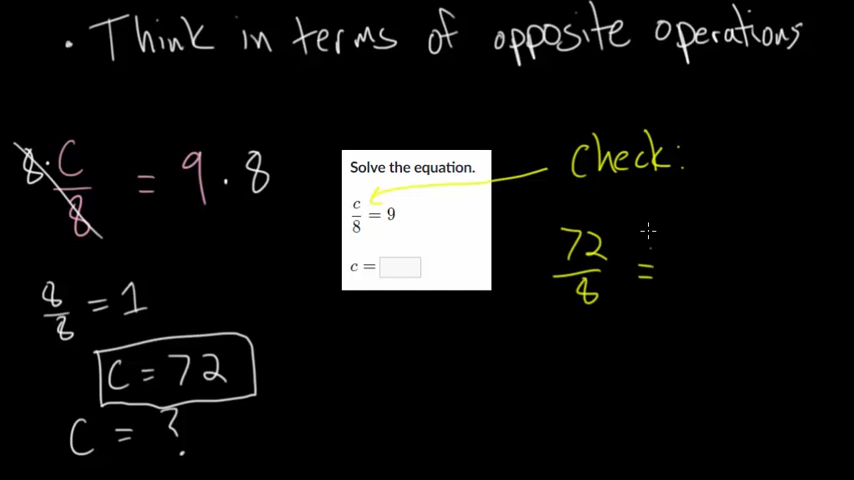 • Think in terms of opposite operations
8 · c/8 = 9 · 8
8/8 = 1
c = 72
c = ?
Solve the equation.
c/8 = 9
c =
Check:
72/8 =